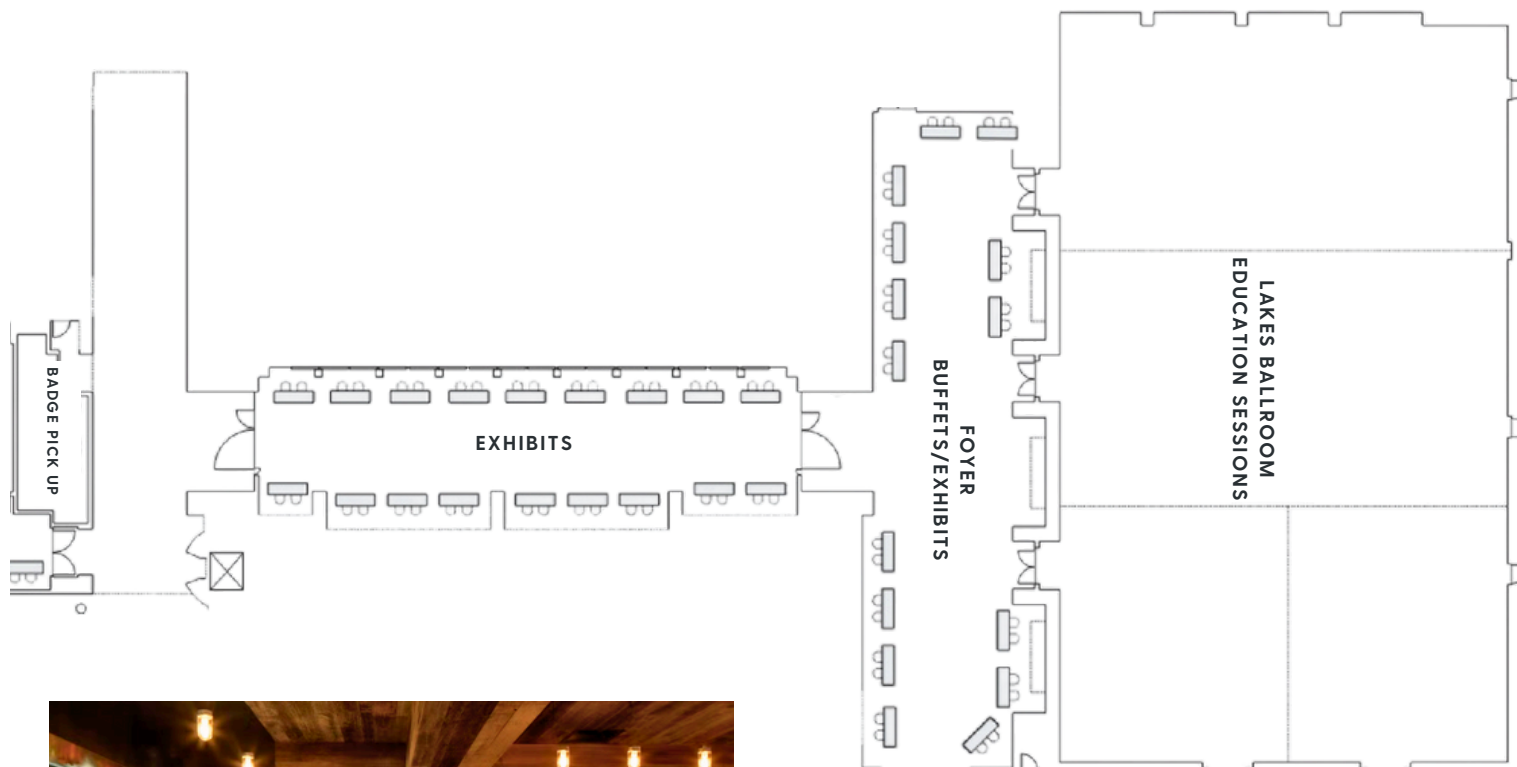 BADGE PICK UP
EXHIBITS
FOYER
BUFFETS/EXHIBITS
LAKES BALLROOM
EDUCATION SESSIONS